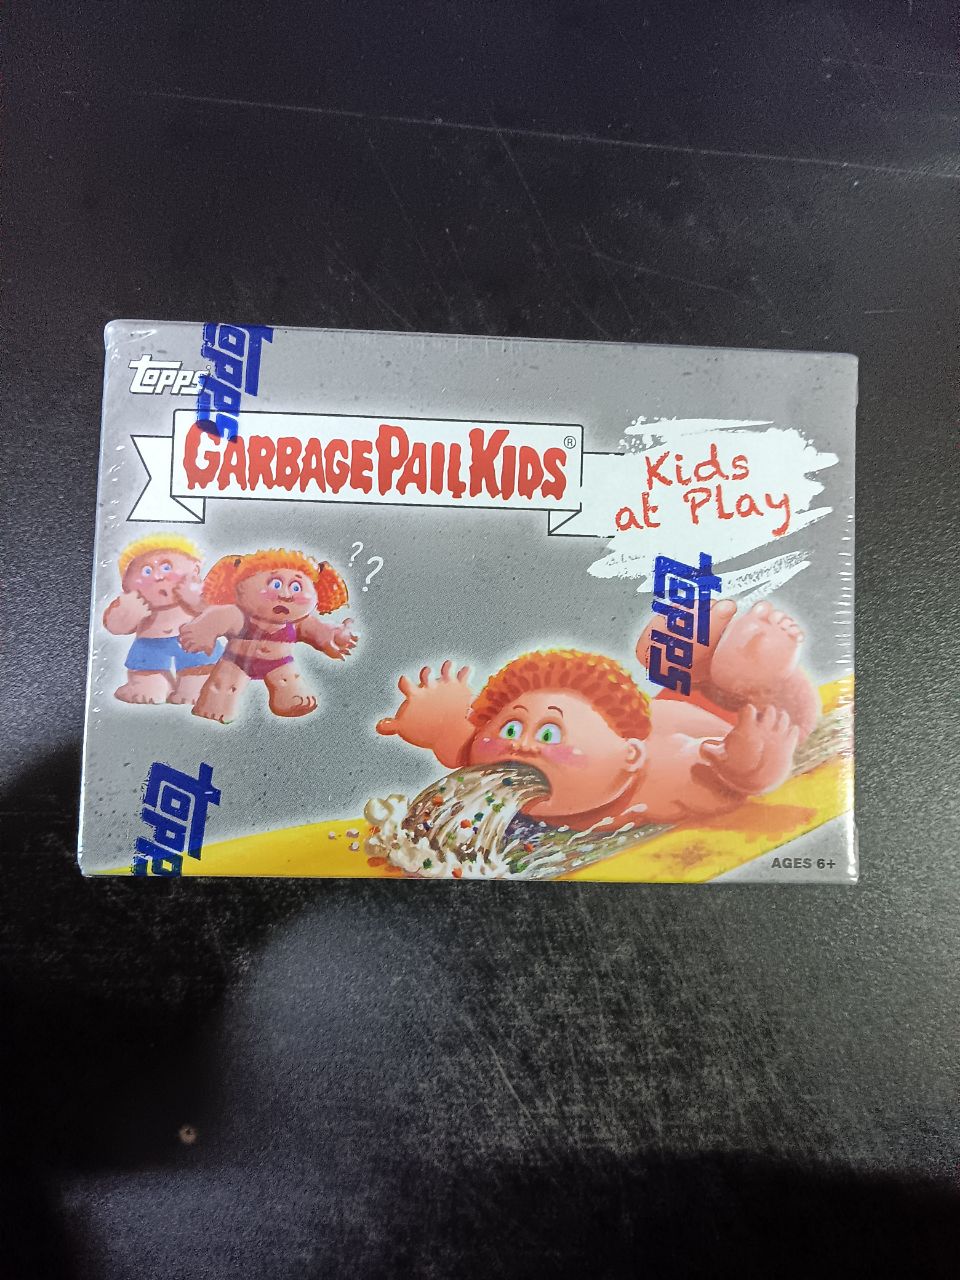 topps
topps
GARBAGE PAIL KIDS®
Kids
at Play
? ?
topps
topps
AGES 6+